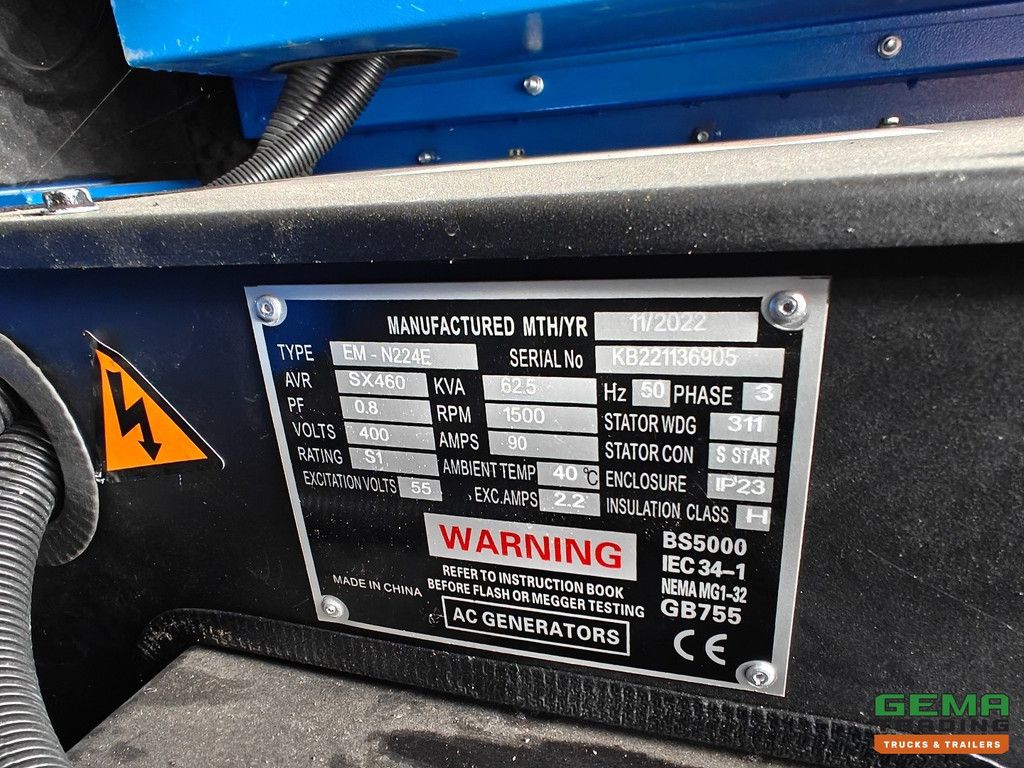 MANUFACTURED MTH/YR 11/2022
TYPE EM - N224E SERIAL No KB221136905
AVR SX460 KVA 62.5 Hz 50 PHASE 3
PF 0.8 RPM 1500 STATOR WDG 311
VOLTS 400 AMPS 90 STATOR CON S STAR
RATING S1 AMBIENT TEMP 40 °C ENCLOSURE IP23
EXCITATION VOLTS 55 EXC.AMPS 2.2 INSULATION CLASS H
WARNING
REFER TO INSTRUCTION BOOK
BEFORE FLASH OR MEGGER TESTING
MADE IN CHINA
AC GENERATORS
BS5000
IEC 34-1
NEMA MG1-32
GB755
CE
GEMA
TRADING
TRUCKS & TRAILERS